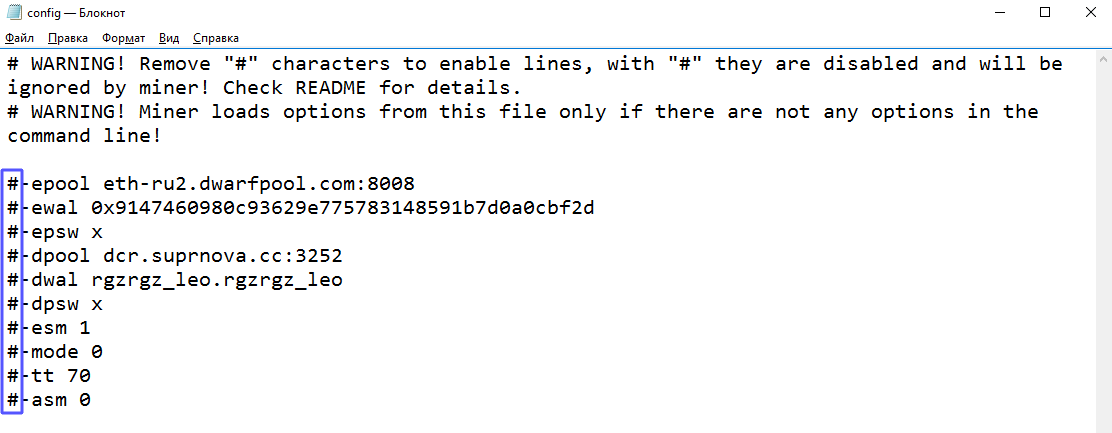 config — Блокнот
Файл Правка Формат Вид Справка
# WARNING! Remove "#" characters to enable lines, with "#" they are disabled and will be
ignored by miner! Check README for details.
# WARNING! Miner loads options from this file only if there are not any options in the
command line!
#-epool eth-ru2.dwarfpool.com:8008
#-ewal 0x9147460980c93629e775783148591b7d0a0cbf2d
#-epsw x
#-dpool dcr.suprnova.cc:3252
#-dwal rgzrgz_leo.rgzrgz_leo
#-dpsw x
#-esm 1
#-mode 0
#-tt 70
#-asm 0